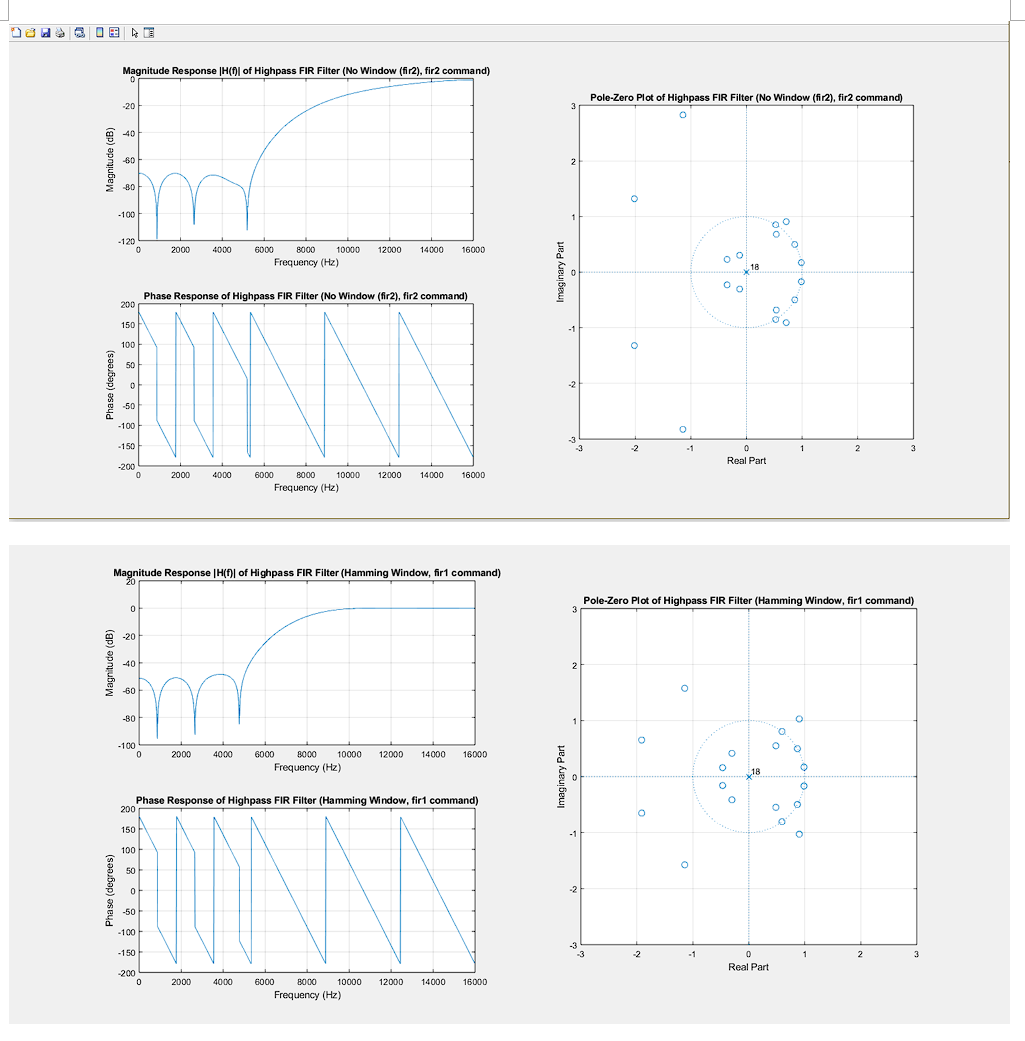 Magnitude Response |H(f)| of Highpass FIR Filter (No Window (fir2), fir2 command)
0
-20
-40
-60
-80
-100
-120
Magnitude (dB)
0 2000 4000 6000 8000 10000 12000 14000 16000
Frequency (Hz)
Phase Response of Highpass FIR Filter (No Window (fir2), fir2 command)
200
150
100
50
0
-50
-100
-150
-200
Phase (degrees)
0 2000 4000 6000 8000 10000 12000 14000 16000
Frequency (Hz)
Pole-Zero Plot of Highpass FIR Filter (No Window (fir2), fir2 command)
3
2
1
0
-1
-2
-3
Imaginary Part
18
-3 -2 -1 0 1 2 3
Real Part
Magnitude Response |H(f)| of Highpass FIR Filter (Hamming Window, fir1 command)
20
0
-20
-40
-60
-80
-100
Magnitude (dB)
0 2000 4000 6000 8000 10000 12000 14000 16000
Frequency (Hz)
Phase Response of Highpass FIR Filter (Hamming Window, fir1 command)
200
150
100
50
0
-50
-100
-150
-200
Phase (degrees)
0 2000 4000 6000 8000 10000 12000 14000 16000
Frequency (Hz)
Pole-Zero Plot of Highpass FIR Filter (Hamming Window, fir1 command)
3
2
1
0
-1
-2
-3
Imaginary Part
18
-3 -2 -1 0 1 2 3
Real Part